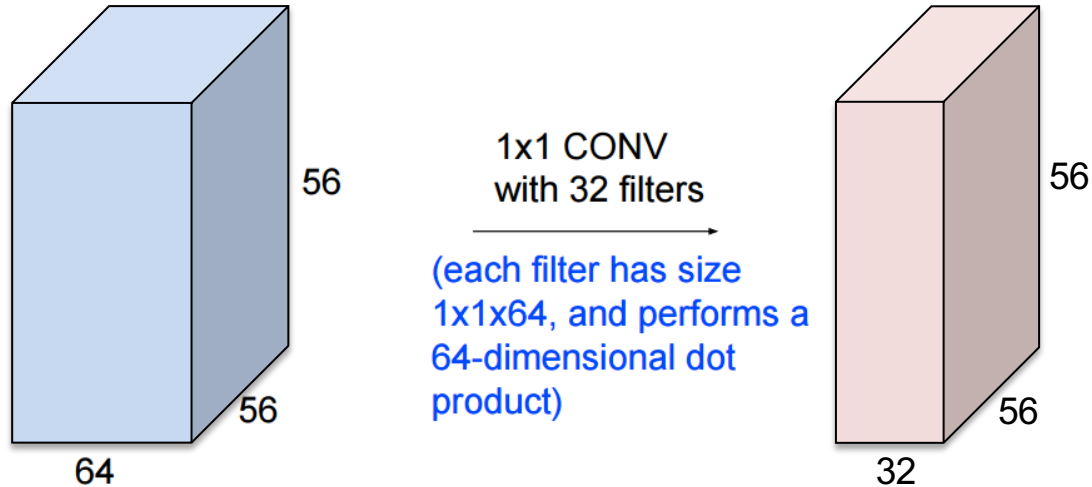 56
56
64
1x1 CONV
with 32 filters
(each filter has size
1x1x64, and performs a
64-dimensional dot
product)
56
56
32